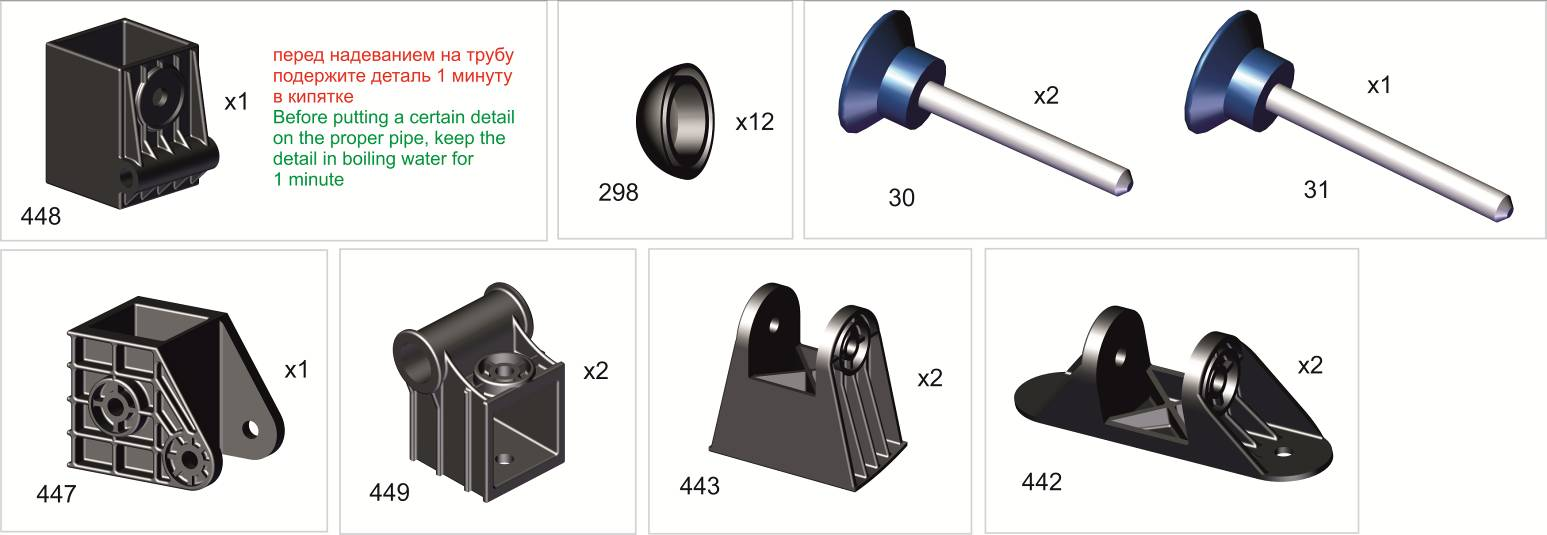 перед надеванием на трубу
подержите деталь 1 минуту
в кипятке
Before putting a certain detail
on the proper pipe, keep the
detail in boiling water for
1 minute
x1
448
x12
298
x2
30
x1
31
x1
447
x2
449
x2
443
x2
442